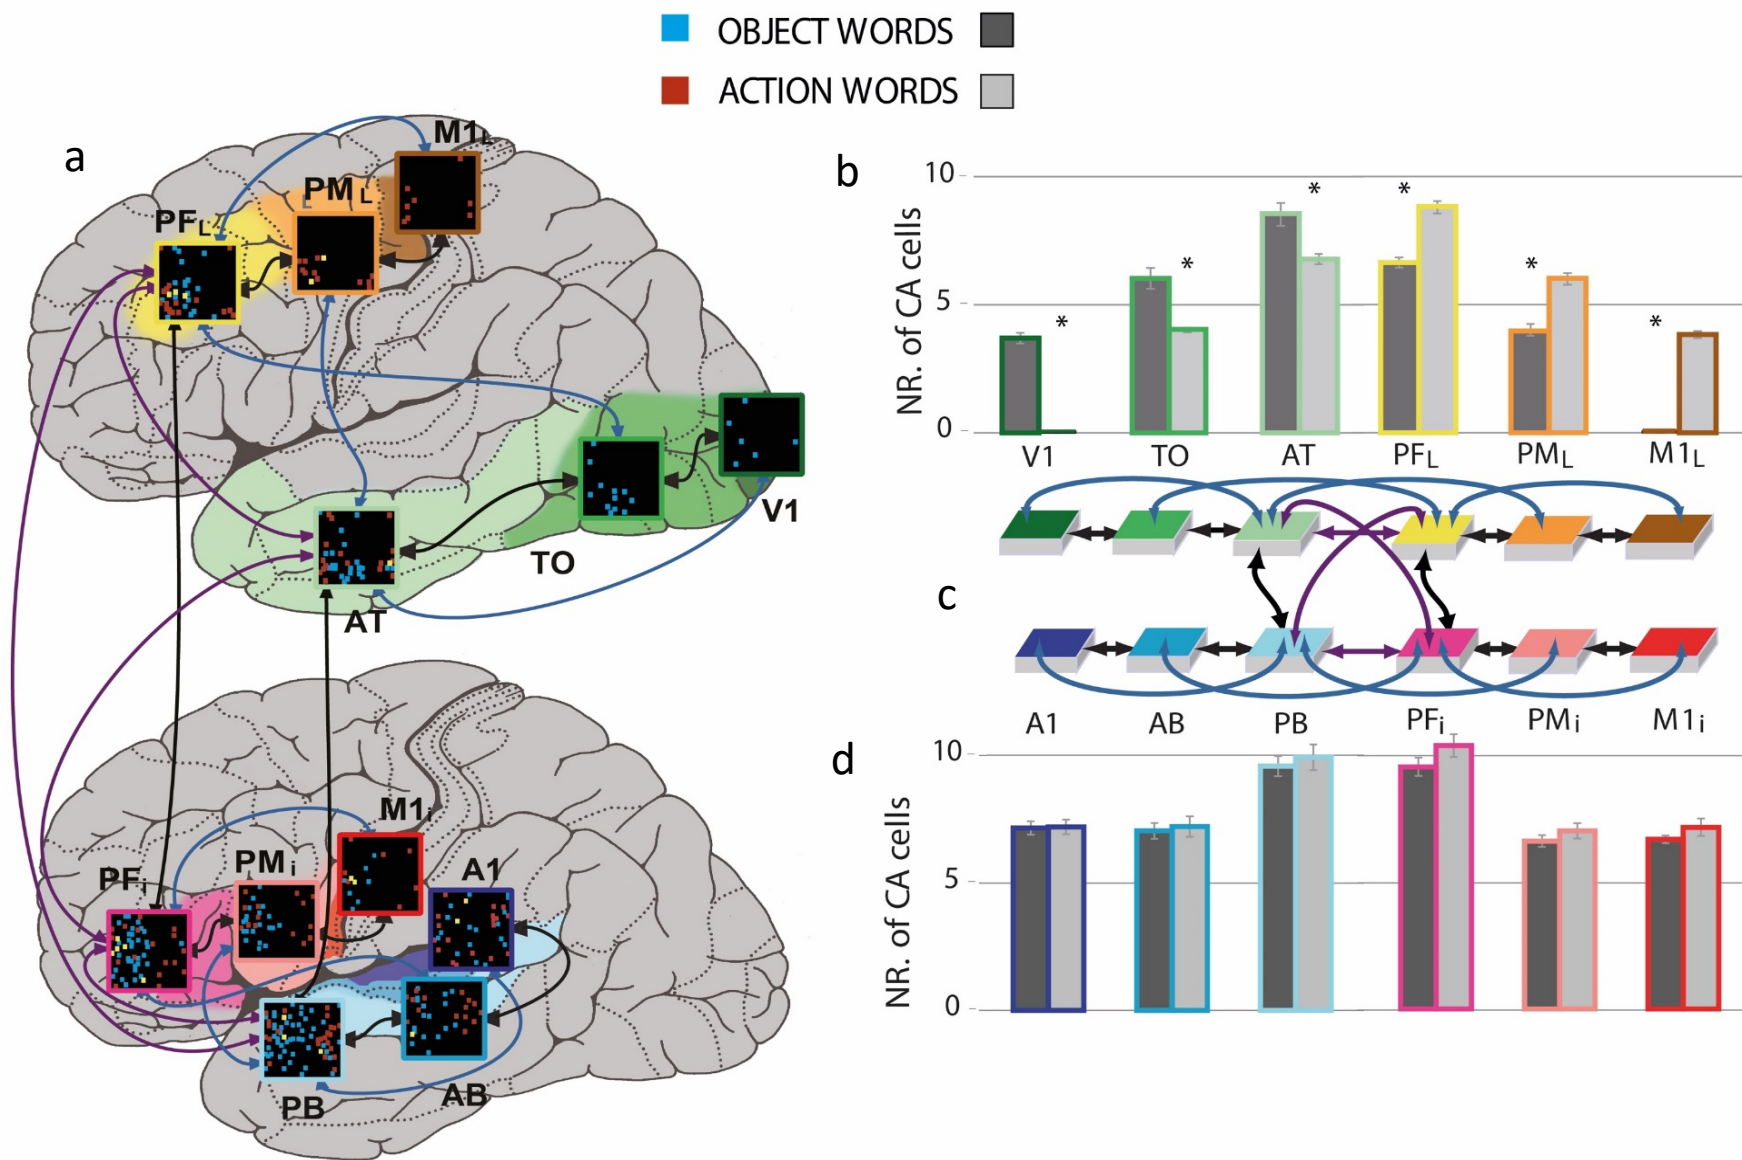 OBJECT WORDS
ACTION WORDS
a
M1L
PML
L
PFL
V1
TO
AT
b
10
5
0
NR. of CA cells
*
*
*
*
*
*
V1 TO AT PFL PML M1L
c
A1 AB PB PFi PMi M1i
d
10
5
0
NR. of CA cells
M1i
PMi
A1
PFi
AB
PB